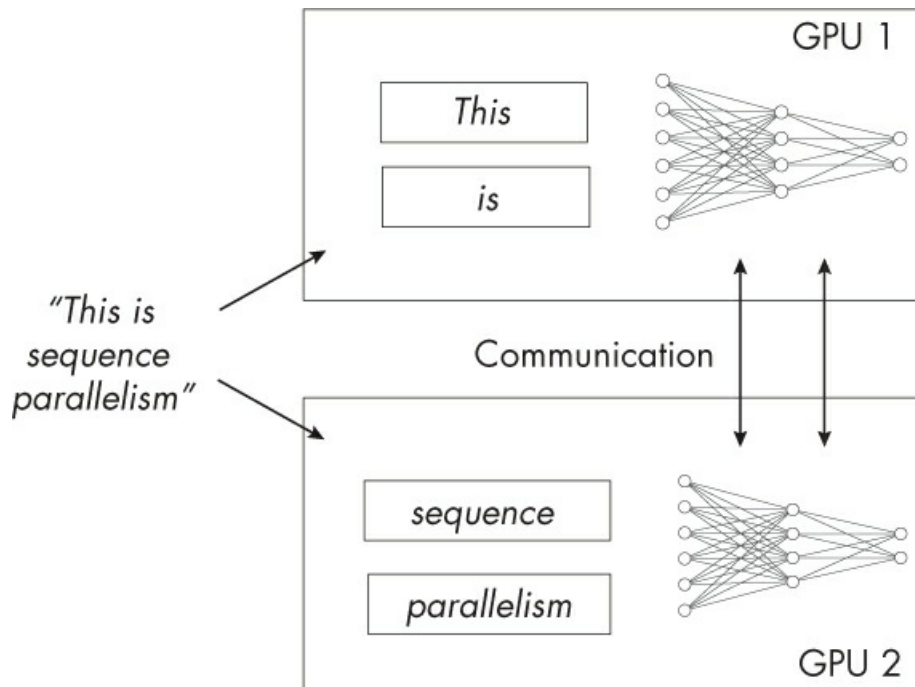 GPU 1
This
is
“This is
sequence
parallelism”
Communication
sequence
parallelism
GPU 2